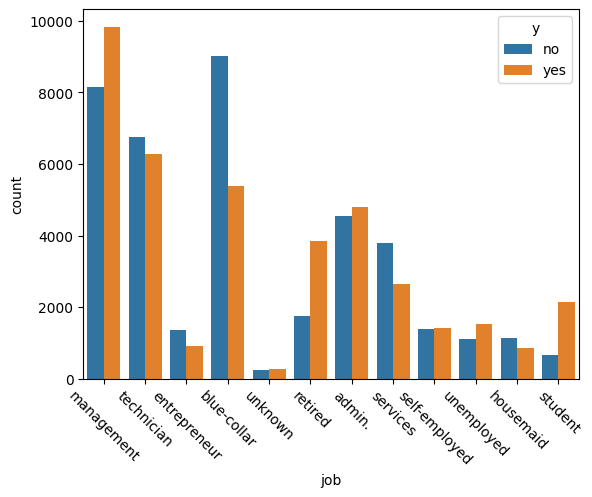 10000
8000
6000
4000
2000
0
count
y
no
yes
management
technician
entrepreneur
blue-collar
unknown
retired
admin.
services
self-employed
unemployed
housemaid
student
job